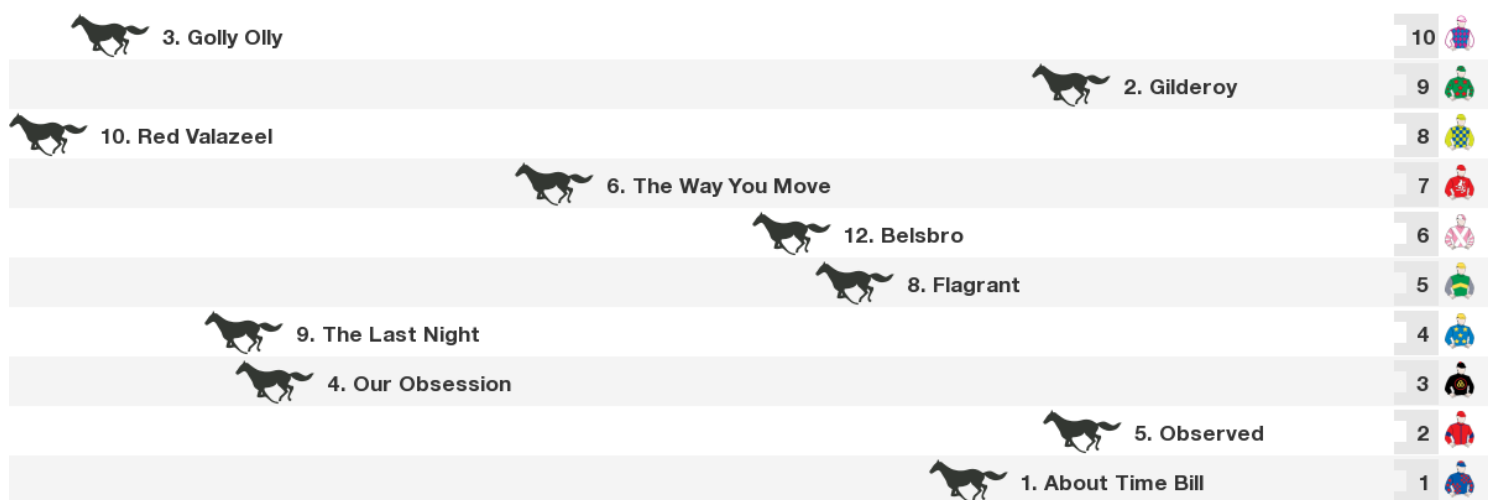 3. Golly Olly 10
2. Gilderoy 9
10. Red Valazeel 8
6. The Way You Move 7
12. Belsbro 6
8. Flagrant 5
9. The Last Night 4
4. Our Obsession 3
5. Observed 2
1. About Time Bill 1